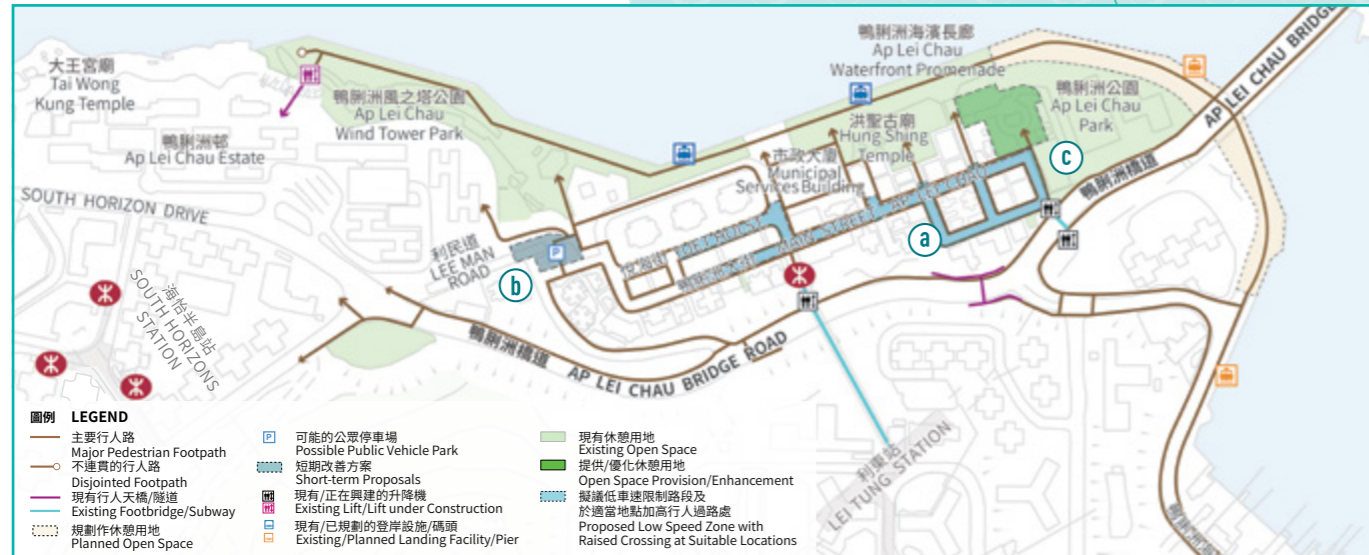 大王宮廟
Tai Wong
Kung Temple
鴨脷洲邨
Ap Lei Chau Estate
鴨脷洲風之塔公園
Ap Lei Chau
Wind Tower Park
鴨脷洲海濱長廊
Ap Lei Chau
Waterfront Promenade
鴨脷洲公園
Ap Lei Chau
Park
洪聖古廟
Hung Shing
Temple
市政大廈
Municipal
Services Building
AP LEI CHAU BRIDGE
鴨脷洲橋道
SOUTH HORIZON DRIVE
利民道
LEE MAN
ROAD
悅海街
MAIN STREET AP LEI CHAU
鴨脷洲大街
a
b
c
P
海怡半島站
SOUTH HORIZONS
STATION
鴨脷洲橋道
AP LEI CHAU BRIDGE ROAD
利東站
LEI TUNG STATION
圖例 LEGEND
主要行人路
Major Pedestrian Footpath
不連貫的行人路
Disjointed Footpath
現有行人天橋/隧道
Existing Footbridge/Subway
規劃作休憩用地
Planned Open Space
P
可能的公眾停車場
Possible Public Vehicle Park
短期改善方案
Short-term Proposals
現有/正在興建的升降機
Existing Lift/Lift under Construction
現有/已規劃的登岸設施/碼頭
Existing/Planned Landing Facility/Pier
現有休憩用地
Existing Open Space
提供/優化休憩用地
Open Space Provision/Enhancement
擬議低車速限制路段及
於適當地點加高行人過路處
Proposed Low Speed Zone with
Raised Crossing at Suitable Locations